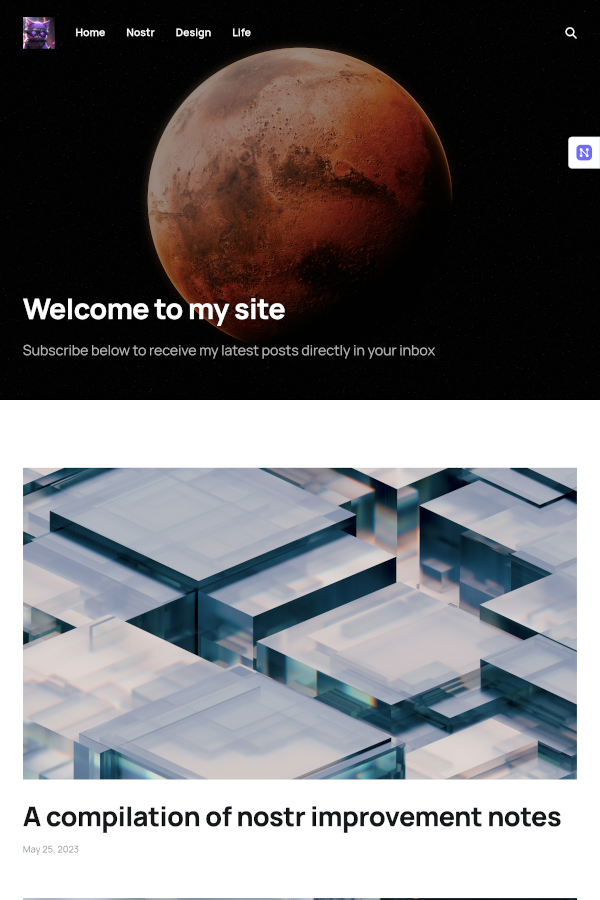 Home Nostr Design Life
N
Welcome to my site
Subscribe below to receive my latest posts directly in your inbox
A compilation of nostr improvement notes
May 25, 2023